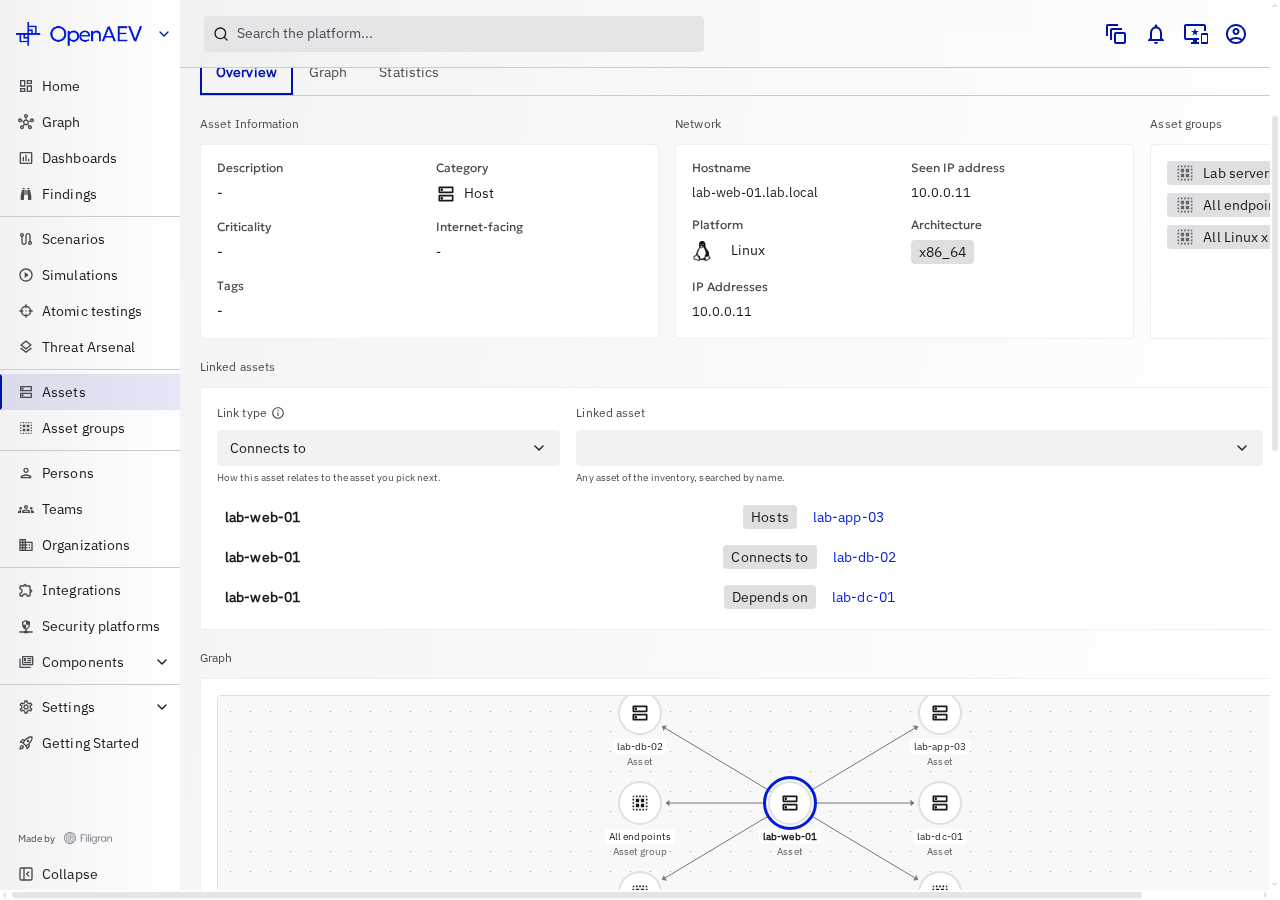 OpenAEV
Search the platform...
Home
Graph
Dashboards
Findings
Scenarios
Simulations
Atomic testings
Threat Arsenal
Assets
Asset groups
Persons
Teams
Organizations
Integrations
Security platforms
Components
Settings
Getting Started
Made by Filigran
Collapse
Overview Graph Statistics
Asset Information
Description
-
Category
Host
Criticality
-
Internet-facing
-
Tags
-
Network
Hostname
lab-web-01.lab.local
Seen IP address
10.0.0.11
Platform
Linux
Architecture
x86_64
IP Addresses
10.0.0.11
Asset groups
Lab server
All endpoin
All Linux x
Linked assets
Link type
Connects to
How this asset relates to the asset you pick next.
Linked asset
Any asset of the inventory, searched by name.
lab-web-01 Hosts lab-app-03
lab-web-01 Connects to lab-db-02
lab-web-01 Depends on lab-dc-01
Graph
lab-db-02
Asset
lab-app-03
Asset
All endpoints
Asset group
lab-web-01
Asset
lab-dc-01
Asset